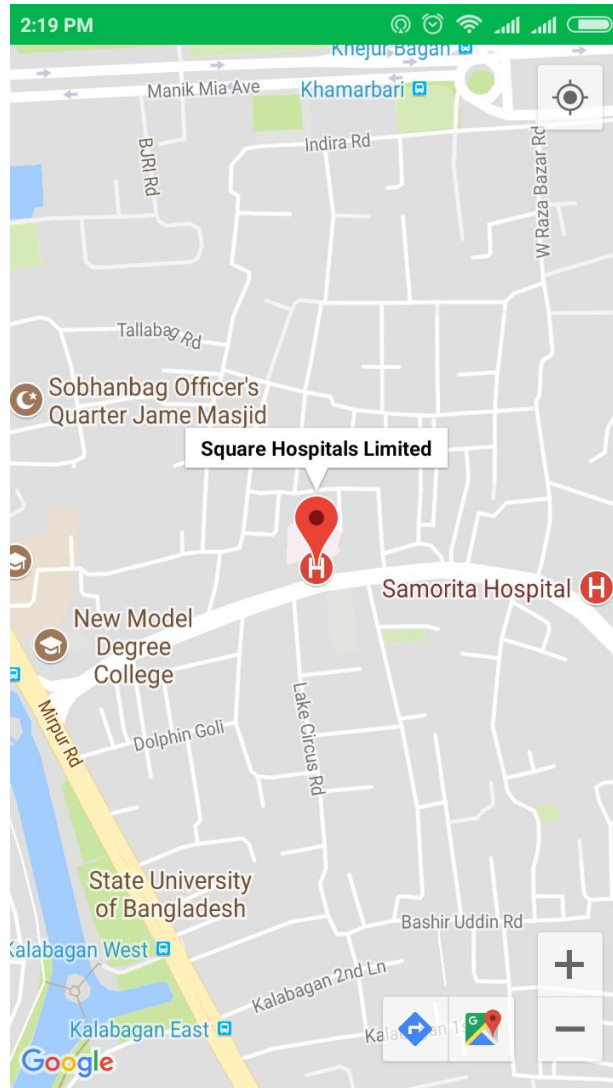 2:19 PM
Khejur Bagan
Manik Mia Ave
Khamarbari
Indira Rd
BJRI Rd
W Raza Bazar Rd
Tallabag Rd
Sobhanbag Officer's
Quarter Jame Masjid
Square Hospitals Limited
H
Samorita Hospital H
New Model
Degree
College
Lake Circus Rd
Mirpur Rd
Dolphin Goli
State University
of Bangladesh
Bashir Uddin Rd
Kalabagan West
Kalabagan 2nd Ln
Kalabagan East
G
Google